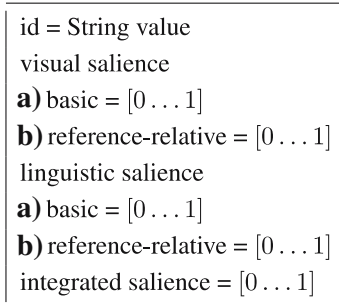 id = String value
visual salience
a) basic = [0 … 1]
b) reference-relative = [0 … 1]
linguistic salience
a) basic = [0 … 1]
b) reference-relative = [0 … 1]
integrated salience = [0 … 1]